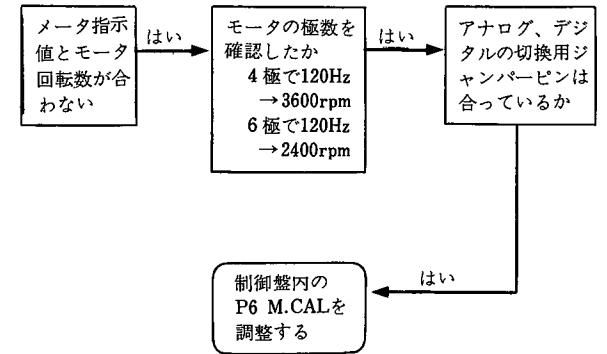 メータ指示
値とモータ
回転数が合
わない
はい
モータの極数を
確認したか
4極で120Hz
→3600rpm
6極で120Hz
→2400rpm
はい
アナログ、デジ
タルの切換用ジ
ャンパーピンは
合っているか
はい
制御盤内の
P6 M.CALを
調整する